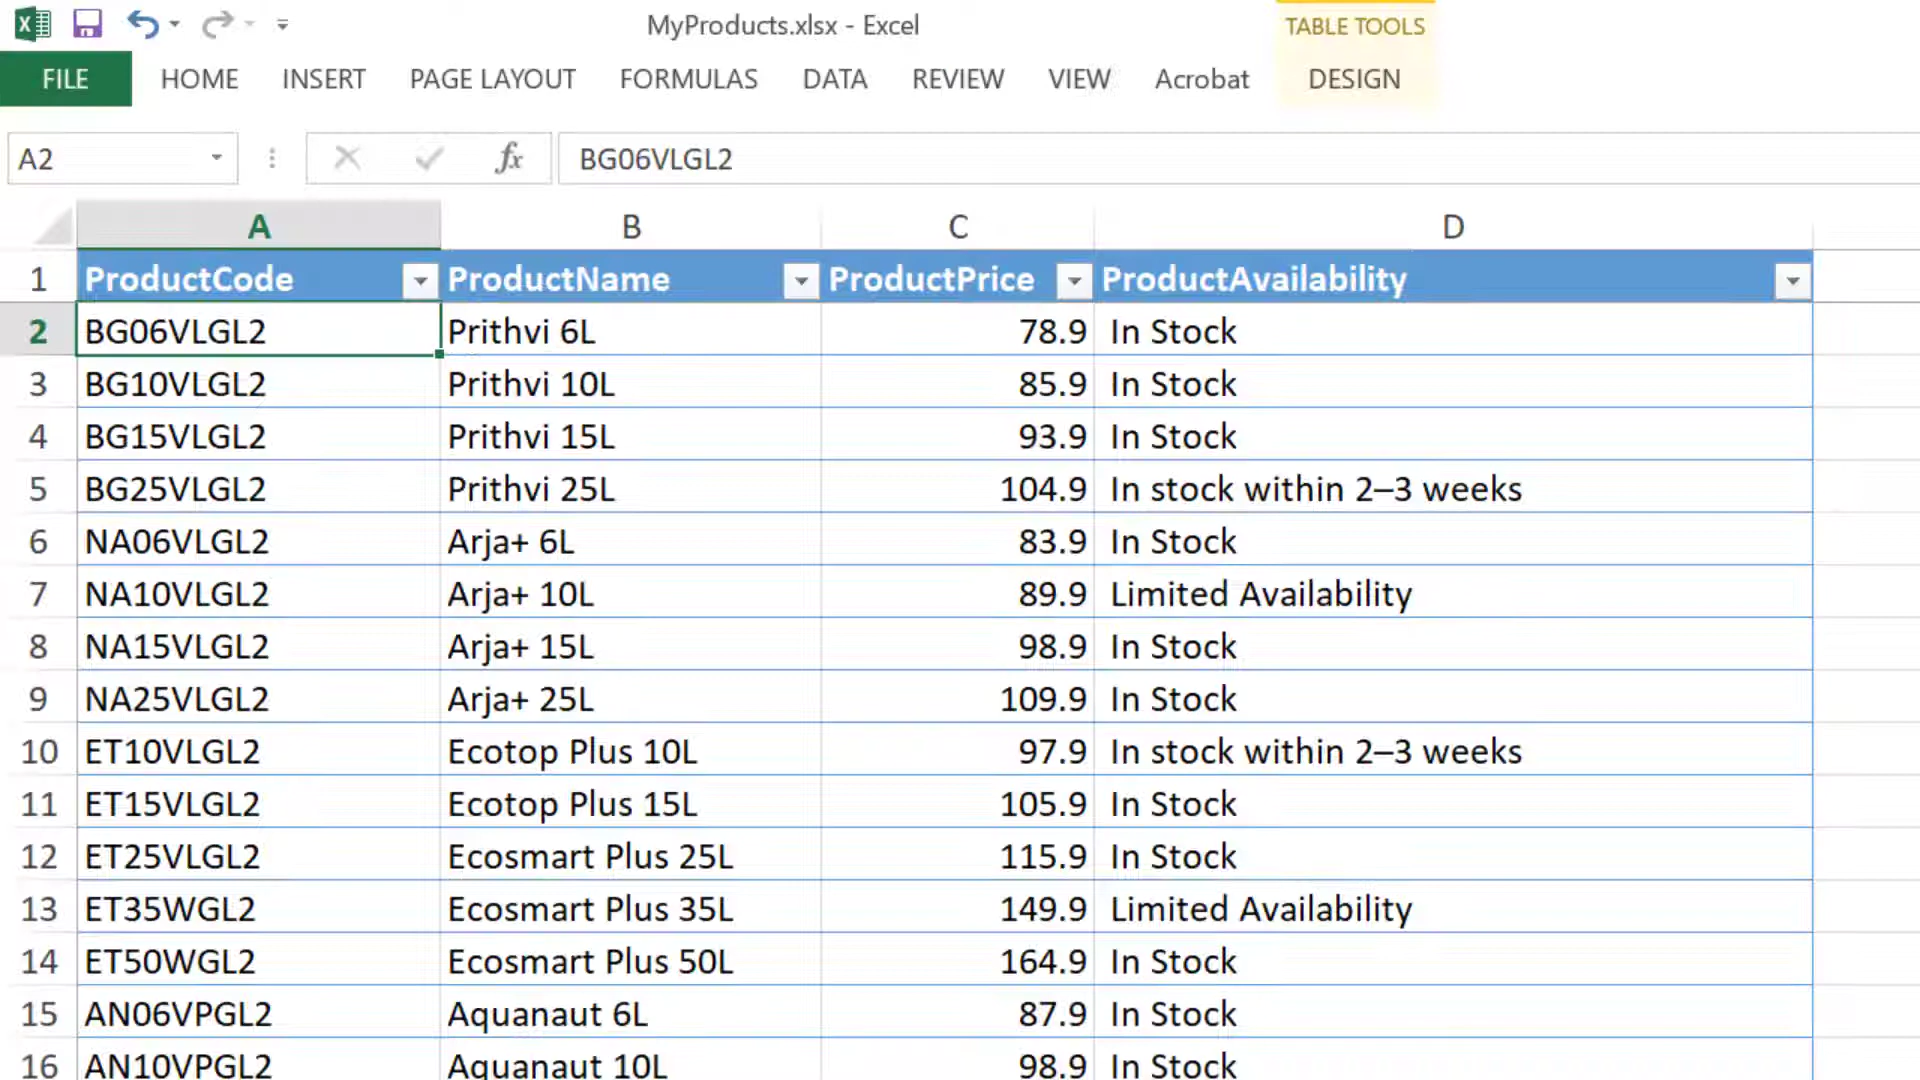 MyProducts.xlsx - Excel
TABLE TOOLS
FILE HOME INSERT PAGE LAYOUT FORMULAS DATA REVIEW VIEW Acrobat DESIGN
A2 fx BG06VLGL2
A B C D
1 ProductCode ProductName ProductPrice ProductAvailability
2 BG06VLGL2 Prithvi 6L 78.9 In Stock
3 BG10VLGL2 Prithvi 10L 85.9 In Stock
4 BG15VLGL2 Prithvi 15L 93.9 In Stock
5 BG25VLGL2 Prithvi 25L 104.9 In stock within 2–3 weeks
6 NA06VLGL2 Arja+ 6L 83.9 In Stock
7 NA10VLGL2 Arja+ 10L 89.9 Limited Availability
8 NA15VLGL2 Arja+ 15L 98.9 In Stock
9 NA25VLGL2 Arja+ 25L 109.9 In Stock
10 ET10VLGL2 Ecotop Plus 10L 97.9 In stock within 2–3 weeks
11 ET15VLGL2 Ecotop Plus 15L 105.9 In Stock
12 ET25VLGL2 Ecosmart Plus 25L 115.9 In Stock
13 ET35WGL2 Ecosmart Plus 35L 149.9 Limited Availability
14 ET50WGL2 Ecosmart Plus 50L 164.9 In Stock
15 AN06VPGL2 Aquanaut 6L 87.9 In Stock
16 AN10VPGL2 Aquanaut 10L 98.9 In Stock